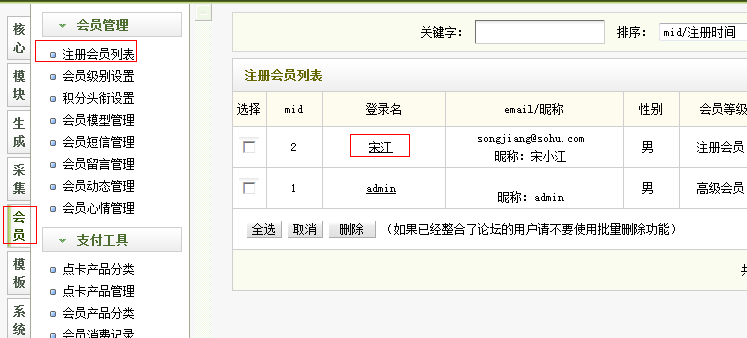 核心
模块
生成
采集
会员
模板
系统
会员管理
注册会员列表
会员级别设置
积分头衔设置
会员模型管理
会员短信管理
会员留言管理
会员动态管理
会员心情管理
支付工具
点卡产品分类
点卡产品管理
会员产品分类
会员消费记录
关键字： 排序： mid/注册时间
注册会员列表
选择 mid 登录名 email/昵称 性别 会员等级
2 宋江 songjiang@sohu.com 男 注册会员
昵称：宋小江
1 admin 男 高级会员
昵称：admin
全选 取消 删除 （如果已经整合了论坛的用户请不要使用批量删除功能）